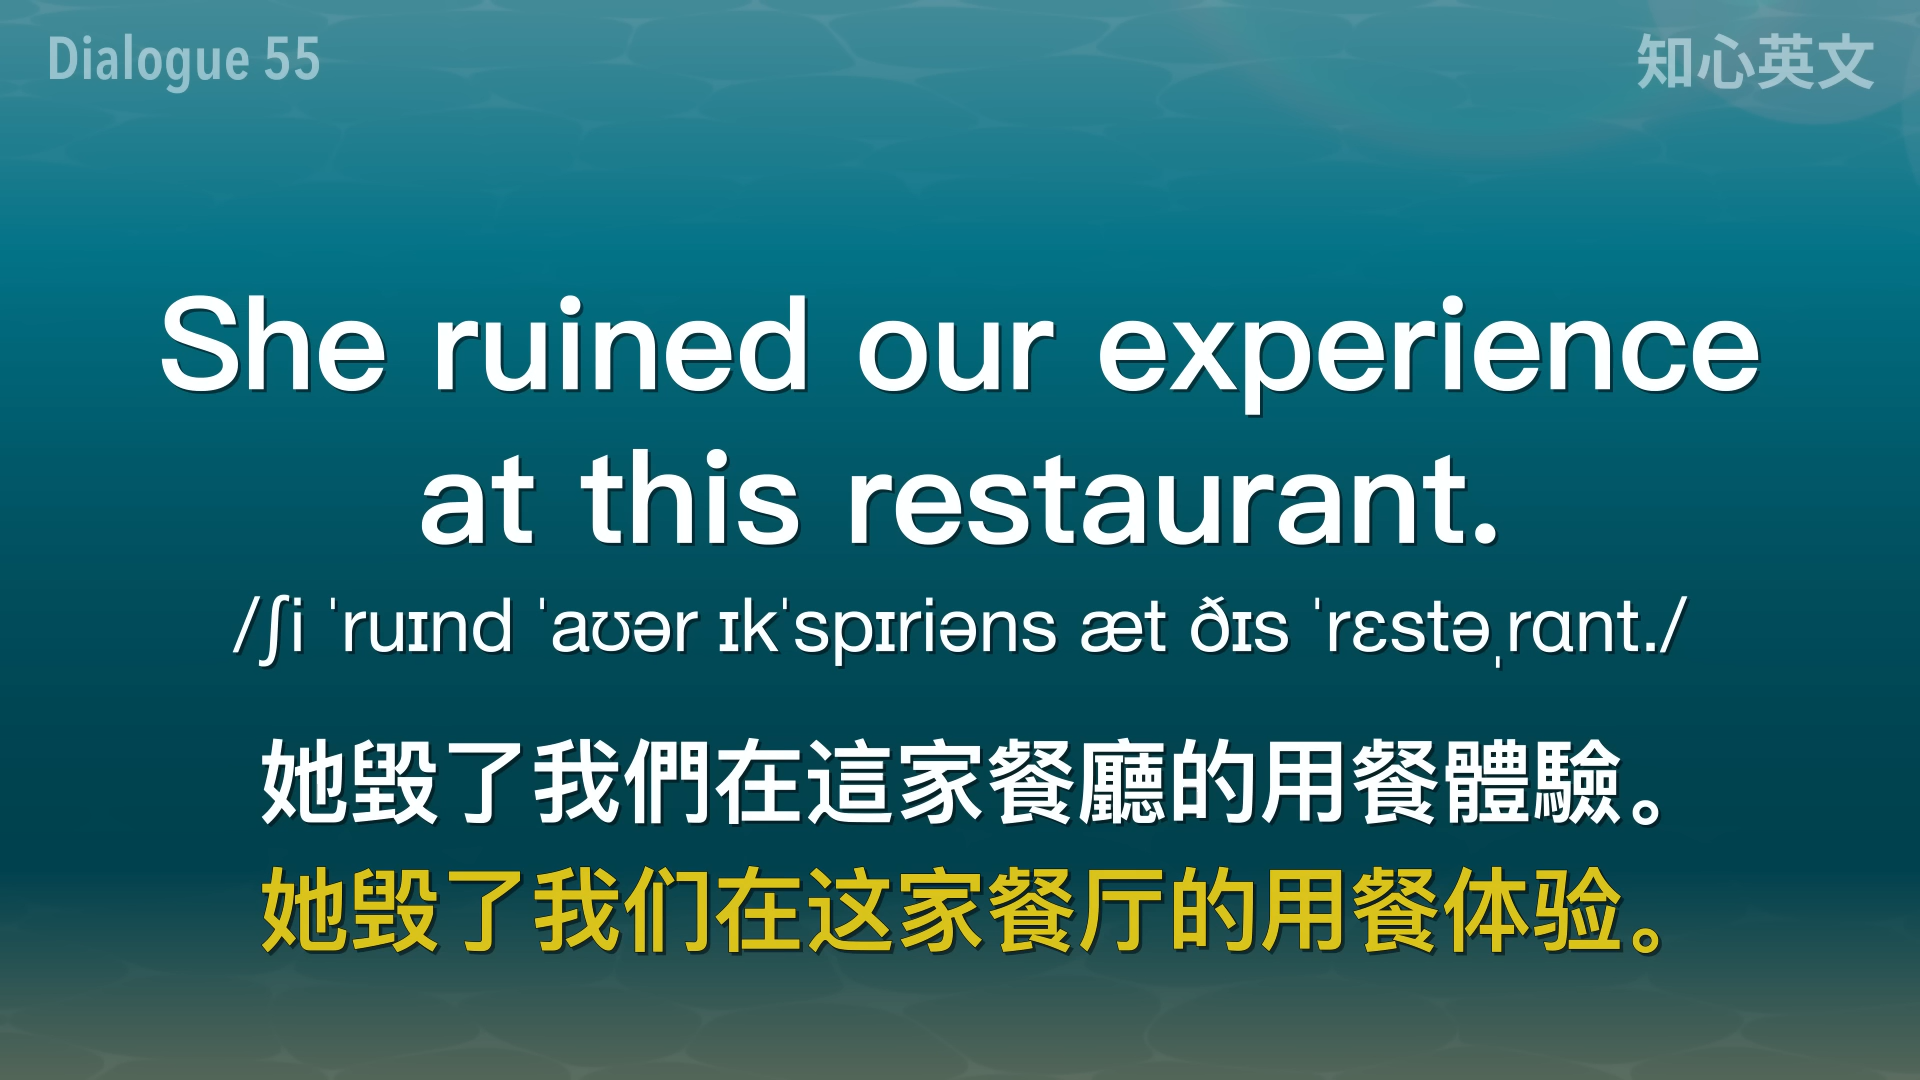 Dialogue 55
知心英文
She ruined our experience
at this restaurant.
/ʃi ˈruɪnd ˈaʊər ɪkˈspɪriəns æt ðɪs ˈrɛstəˌrɑnt./
她毀了我們在這家餐廳的用餐體驗。
她毁了我们在这家餐厅的用餐体验。